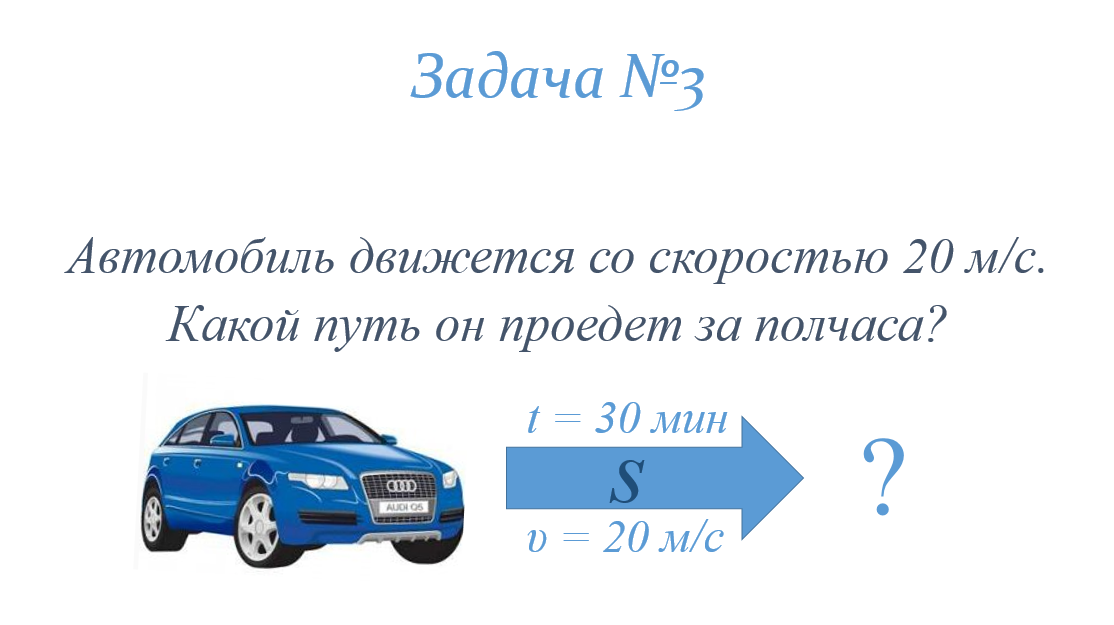 Задача №3
Автомобиль движется со скоростью 20 м/с.
Какой путь он проедет за полчаса?
t = 30 мин
S
?
υ = 20 м/с
AUDI Q5